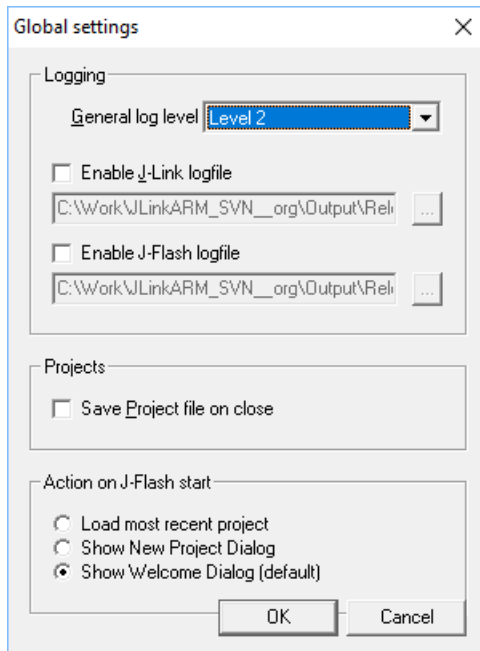 Global settings
Logging
General log level Level 2
Enable J-Link logfile
C:\Work\JLinkARM_SVN__org\Output\Rel
...
Enable J-Flash logfile
C:\Work\JLinkARM_SVN__org\Output\Rel
...
Projects
Save Project file on close
Action on J-Flash start
Load most recent project
Show New Project Dialog
Show Welcome Dialog (default)
OK Cancel